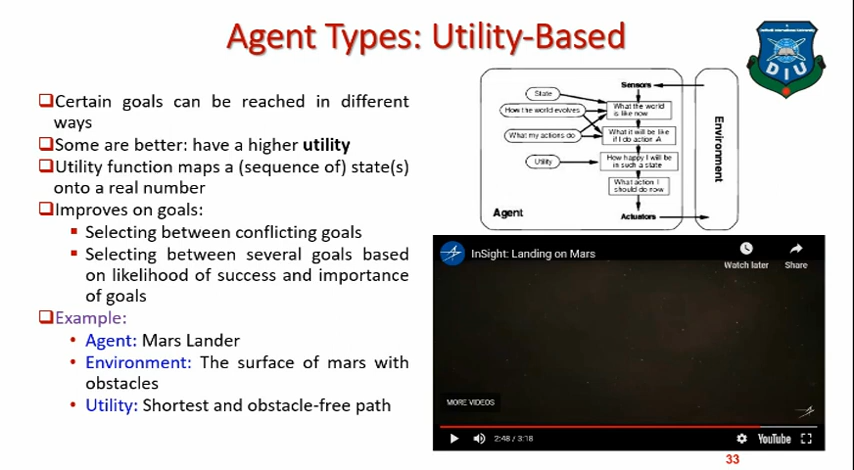 Agent Types: Utility-Based
DIU
❑Certain goals can be reached in different
ways
❑Some are better: have a higher utility
❑Utility function maps a (sequence of) state(s)
onto a real number
❑Improves on goals:
▪ Selecting between conflicting goals
▪ Selecting between several goals based
on likelihood of success and importance
of goals
❑Example:
• Agent: Mars Lander
• Environment: The surface of mars with
obstacles
• Utility: Shortest and obstacle-free path
Sensors
State
How the world evolves
What the world
is like now
What my actions do
What it will be like
if I do action A
Utility
How happy I will be
in such a state
What action I
should do now
Agent
Actuators
Environment
InSight: Landing on Mars
Watch later
Share
MORE VIDEOS
2:48 / 3:18
YouTube
33